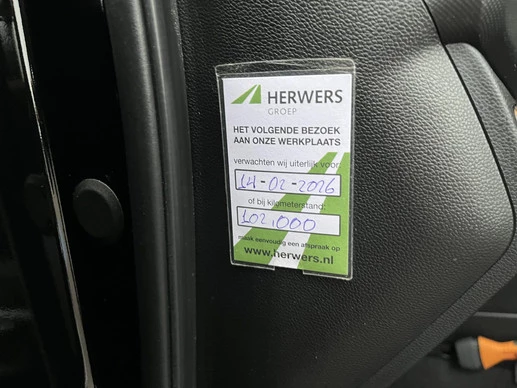 HERWERS
GROEP
HET VOLGENDE BEZOEK
AAN ONZE WERKPLAATS
verwachten wij uiterlijk voor:
14-02-2026
of bij kilometerstand:
102.000
maak eenvoudig een afspraak op
www.herwers.nl